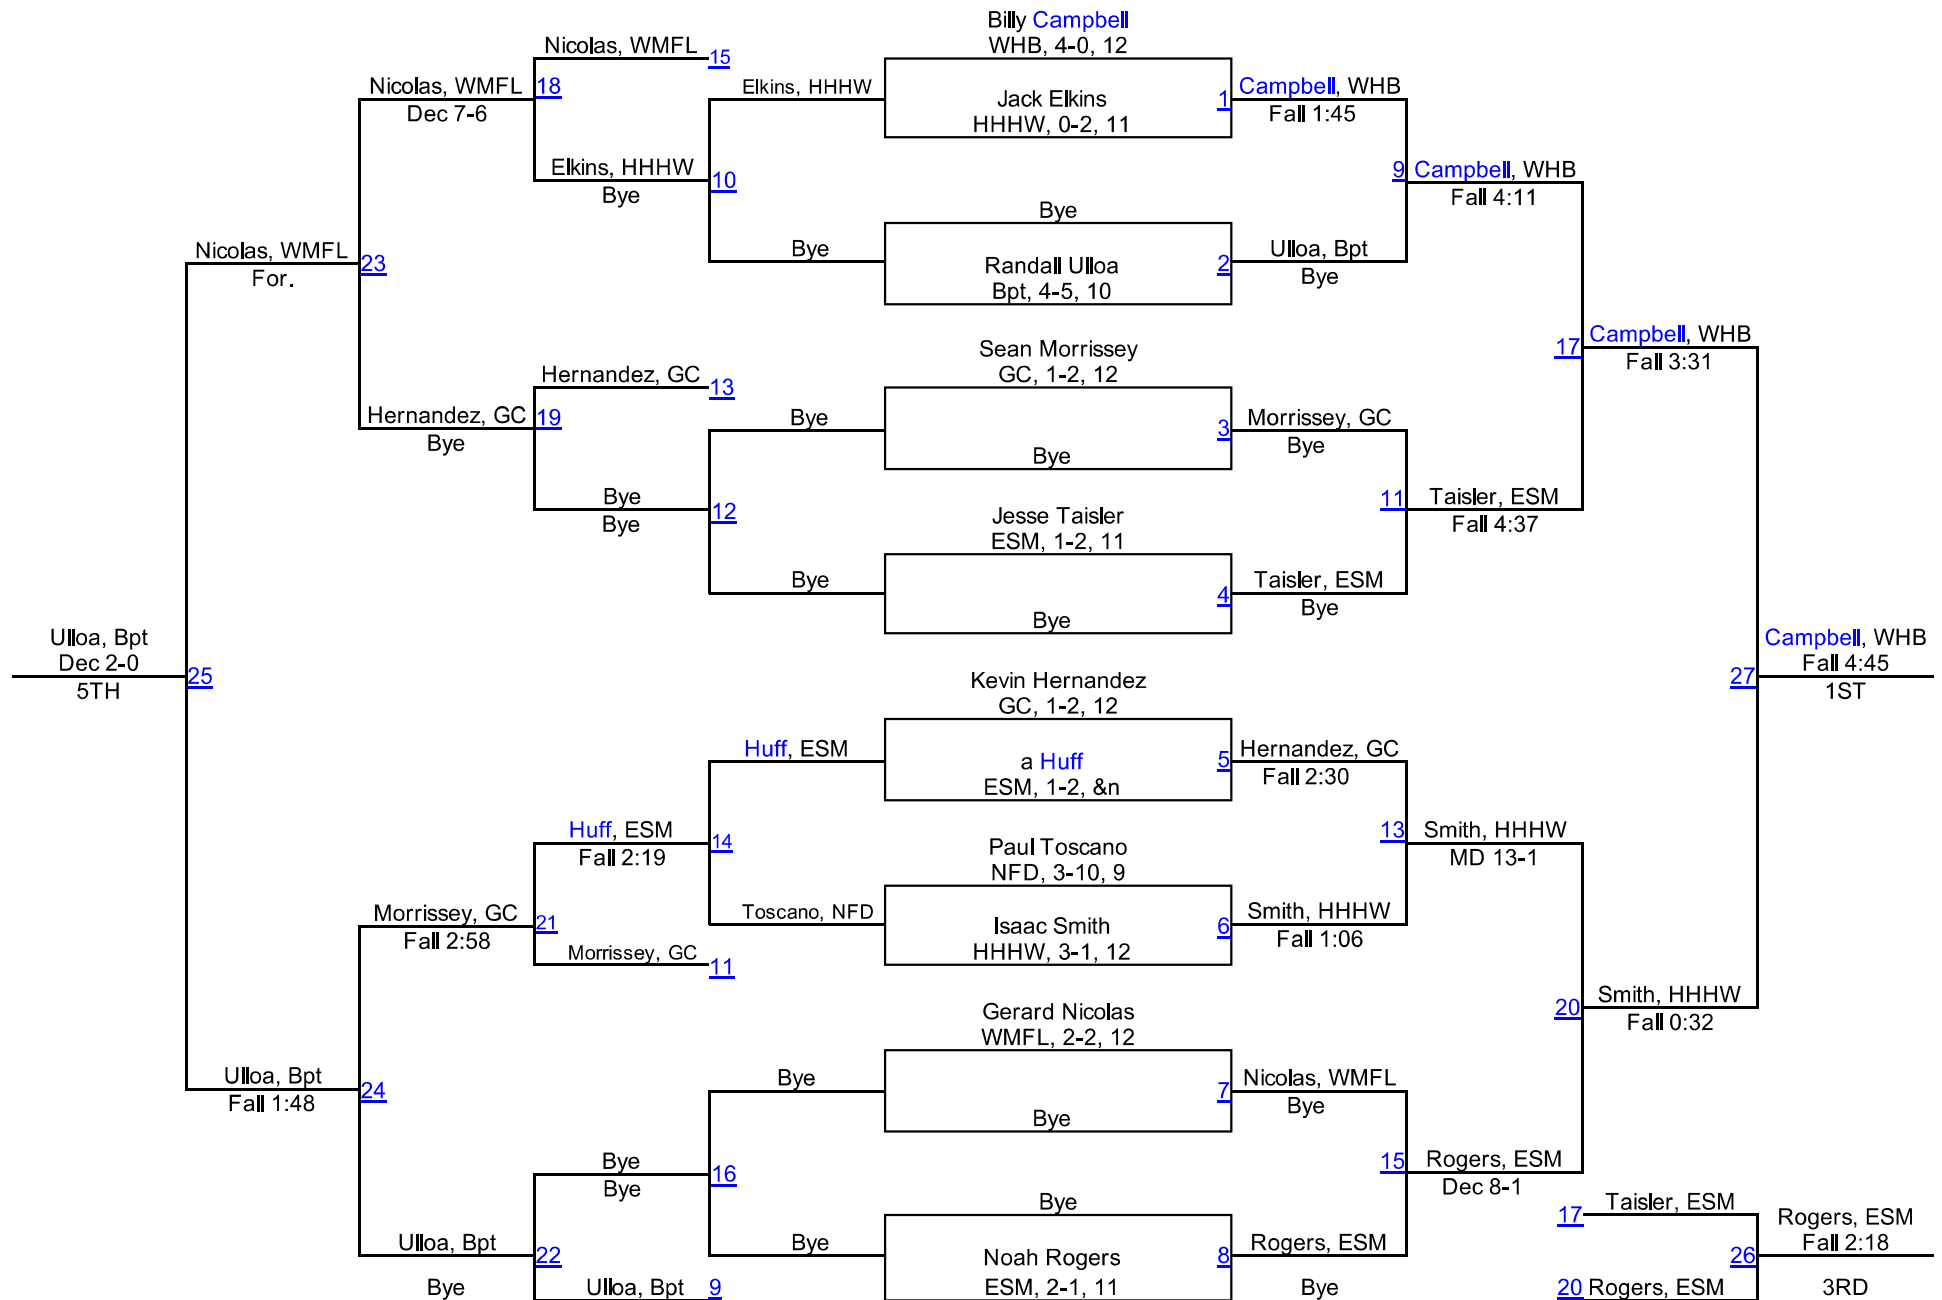 Billy Campbell
WHB, 4-0, 12
Nicolas, WMFL
15
Nicolas, WMFL
18
Dec 7-6
Elkins, HHHW
Jack Elkins
HHHW, 0-2, 11
1
Campbell, WHB
Fall 1:45
Elkins, HHHW
Bye
10
9
Campbell, WHB
Fall 4:11
Bye
Bye
Randall Ulloa
Bpt, 4-5, 10
2
Ulloa, Bpt
Bye
Nicolas, WMFL
For.
23
Sean Morrissey
GC, 1-2, 12
17
Campbell, WHB
Fall 3:31
Hernandez, GC
13
Hernandez, GC
Bye
19
Bye
Bye
3
Morrissey, GC
Bye
Bye
Bye
12
Jesse Taisler
ESM, 1-2, 11
11
Taisler, ESM
Fall 4:37
Bye
Bye
4
Taisler, ESM
Bye
Ulloa, Bpt
Dec 2-0
5TH
25
Kevin Hernandez
GC, 1-2, 12
27
Campbell, WHB
Fall 4:45
1ST
Huff, ESM
a Huff
ESM, 1-2, &n
5
Hernandez, GC
Fall 2:30
Huff, ESM
Fall 2:19
14
Paul Toscano
NFD, 3-10, 9
13
Smith, HHHW
MD 13-1
Toscano, NFD
Isaac Smith
HHHW, 3-1, 12
6
Smith, HHHW
Fall 1:06
Morrissey, GC
Fall 2:58
21
Morrissey, GC
11
Gerard Nicolas
WMFL, 2-2, 12
20
Smith, HHHW
Fall 0:32
Ulloa, Bpt
Fall 1:48
24
Bye
Bye
7
Nicolas, WMFL
Bye
Bye
Bye
16
Bye
15
Rogers, ESM
Dec 8-1
Ulloa, Bpt
Bye
22
Ulloa, Bpt
9
Bye
Noah Rogers
ESM, 2-1, 11
8
Rogers, ESM
Bye
17
Taisler, ESM
20
Rogers, ESM
26
Rogers, ESM
Fall 2:18
3RD